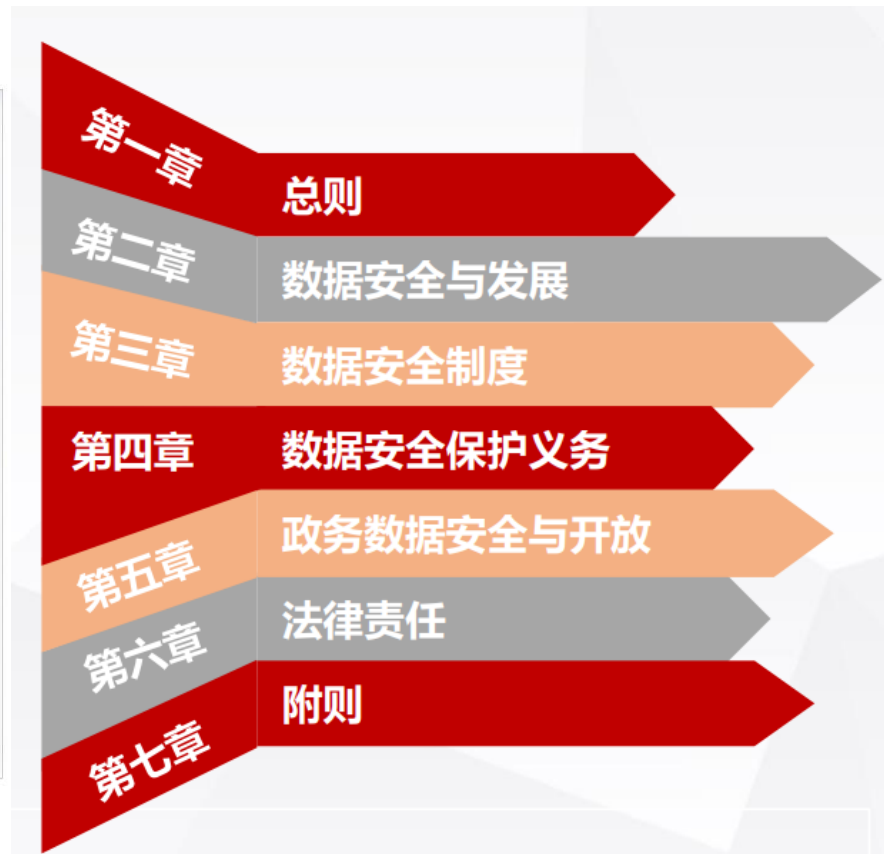 第一章
总则
第二章
数据安全与发展
第三章
数据安全制度
第四章
数据安全保护义务
第五章
政务数据安全与开放
第六章
法律责任
第七章
附则